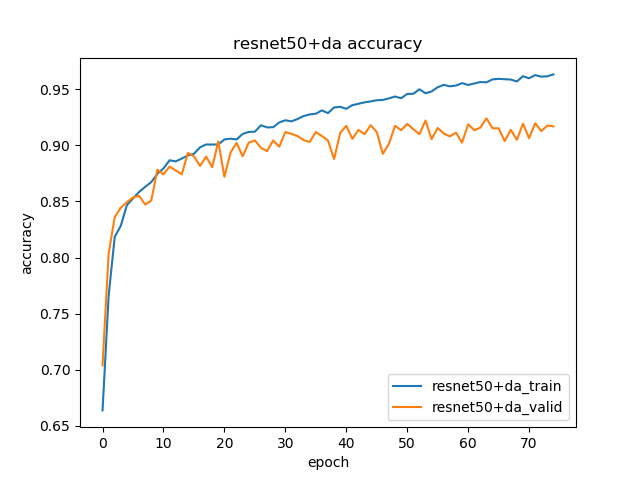 resnet50+da accuracy
0.95
0.90
0.85
0.80
0.75
0.70
0.65
accuracy
resnet50+da_train
resnet50+da_valid
0 10 20 30 40 50 60 70
epoch